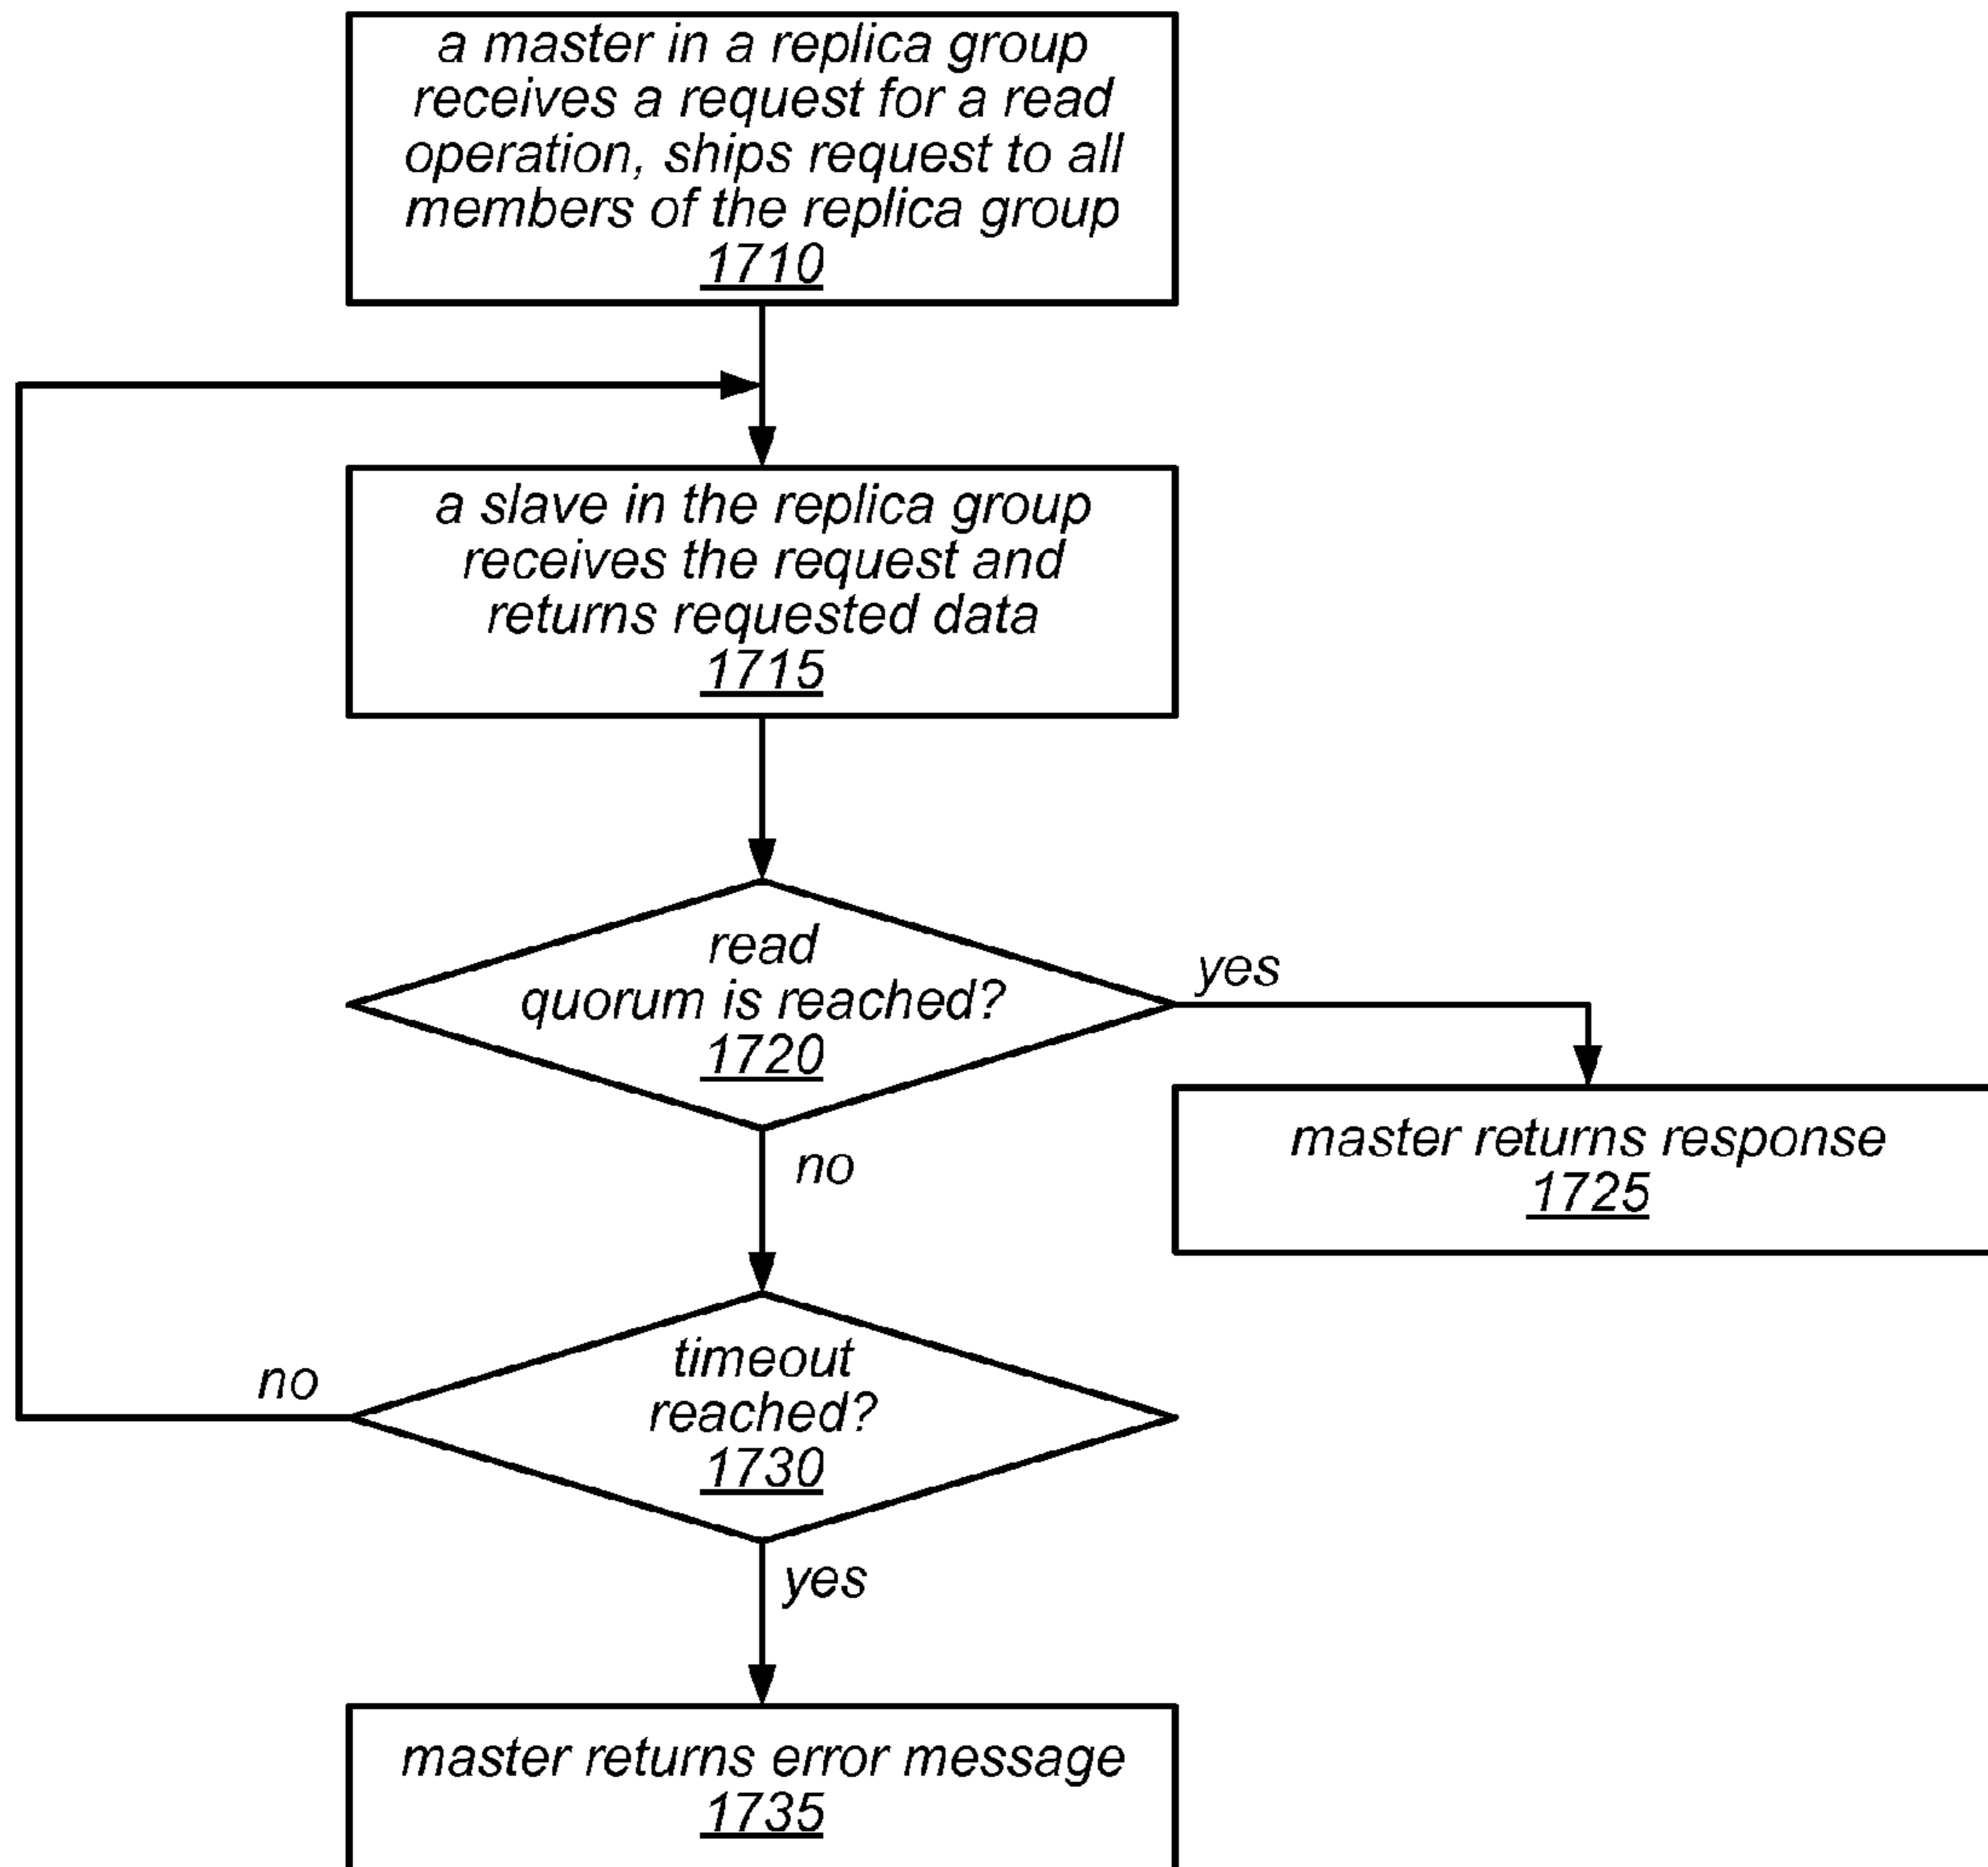 a master in a replica group
receives a request for a read
operation, ships request to all
members of the replica group
1710
a slave in the replica group
receives the request and
returns requested data
1715
read
quorum is reached?
1720
yes
no
master returns response
1725
timeout
reached?
1730
no
yes
master returns error message
1735